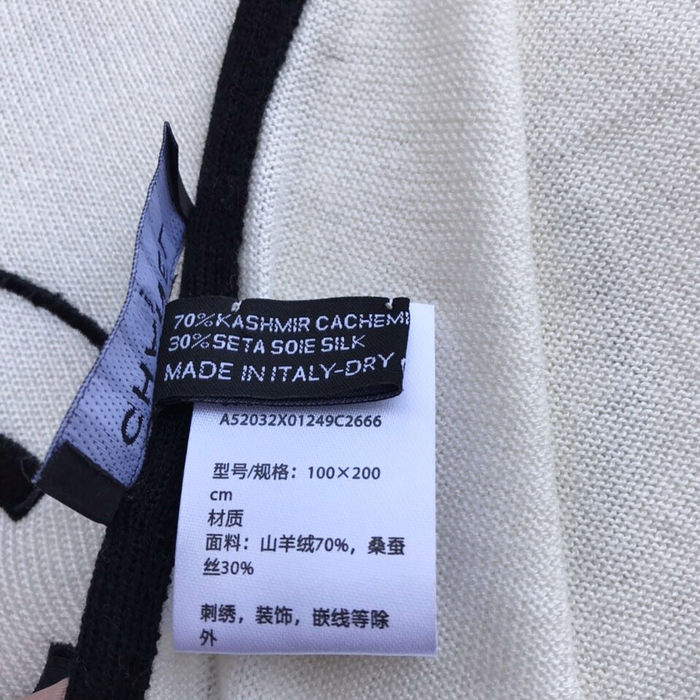 70%KASHMIR CACHEMI
30%SETA SOIE SILK
MADE IN ITALY-DRY
A52032X01249C2666
型号/规格：100×200
cm
材质
面料：山羊绒70%，桑蚕
丝30%
刺绣，装饰，嵌线等除
外